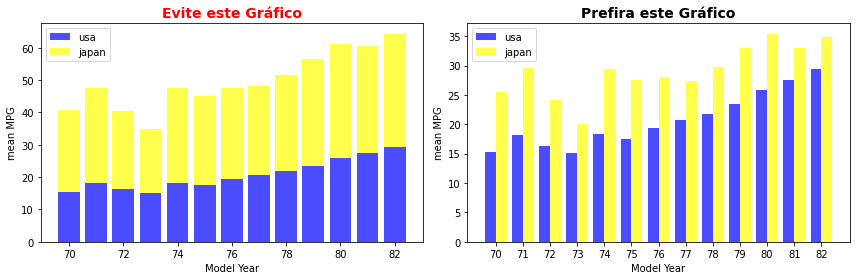 Evite este Gráfico
usa
japan
60
50
40
30
20
10
0
mean MPG
70 72 74 76 78 80 82
Model Year
Prefira este Gráfico
usa
japan
35
30
25
20
15
10
5
0
mean MPG
70 71 72 73 74 75 76 77 78 79 80 81 82
Model Year